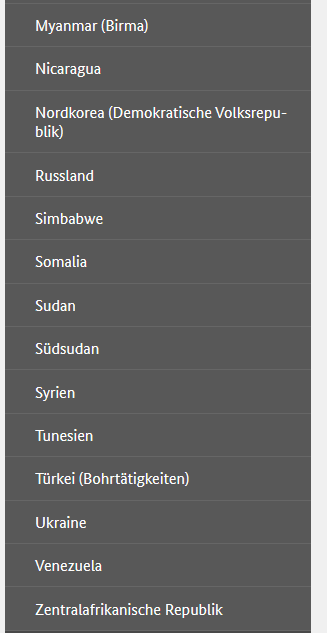 Myanmar (Birma)
Nicaragua
Nordkorea (Demokratische Volksrepu-
blik)
Russland
Simbabwe
Somalia
Sudan
Südsudan
Syrien
Tunesien
Türkei (Bohrtätigkeiten)
Ukraine
Venezuela
Zentralafrikanische Republik